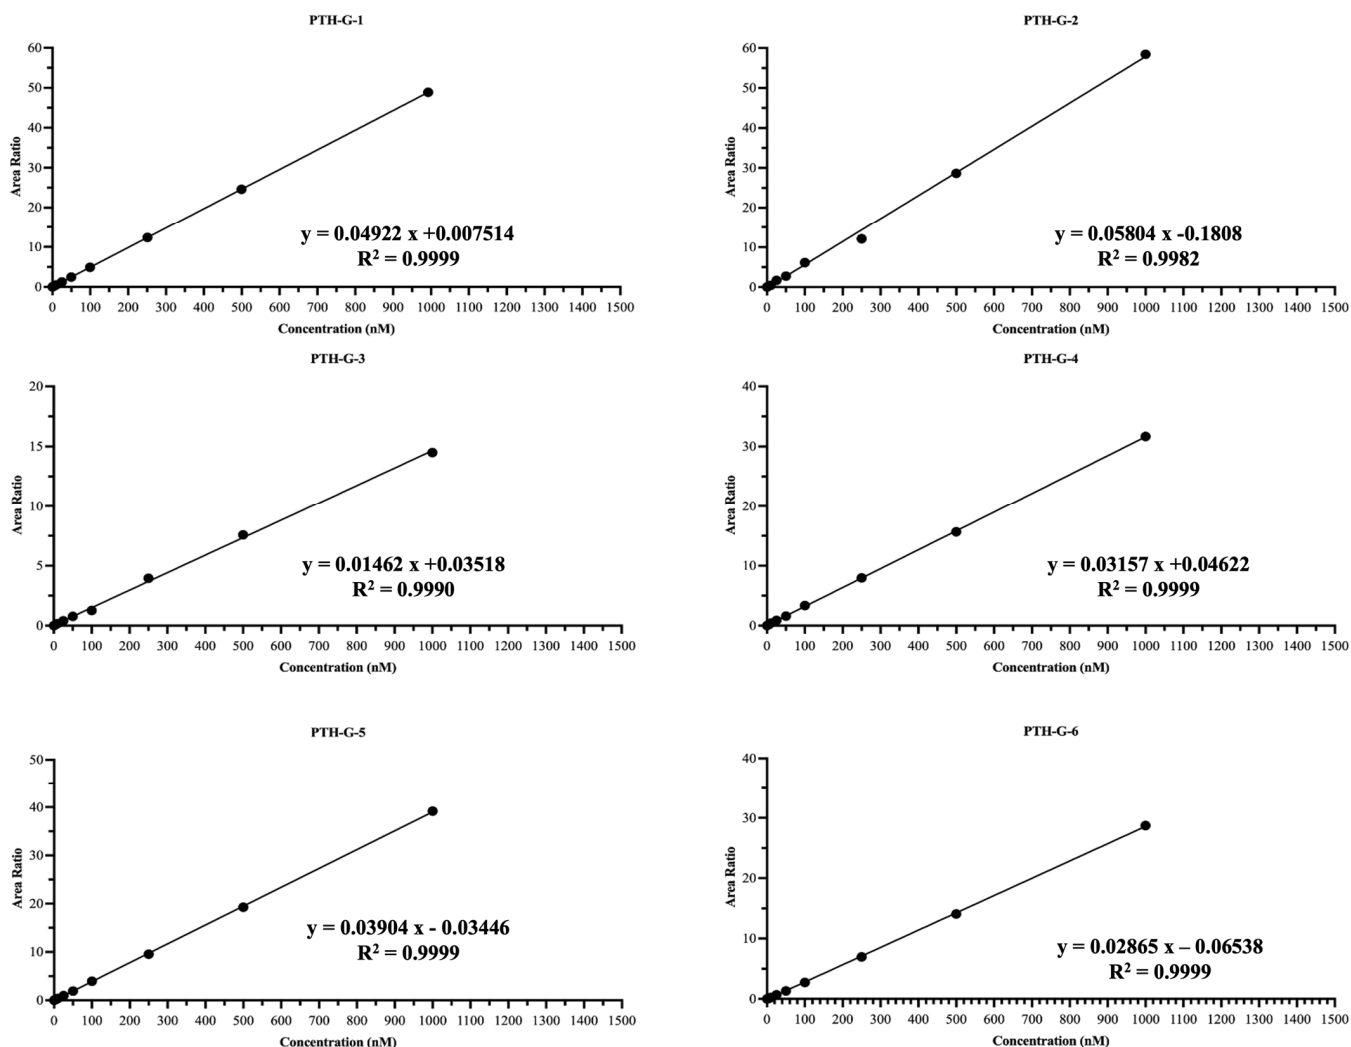 PTH-G-1
60
50
40
30
20
10
0
Area Ratio
y = 0.04922 x +0.007514
R² = 0.9999
0 100 200 300 400 500 600 700 800 900 1000 1100 1200 1300 1400 1500
Concentration (nM)
PTH-G-2
60
50
40
30
20
10
0
Area Ratio
y = 0.05804 x -0.1808
R² = 0.9982
0 100 200 300 400 500 600 700 800 900 1000 1100 1200 1300 1400 1500
Concentration (nM)
PTH-G-3
20
15
10
5
0
Area Ratio
y = 0.01462 x +0.03518
R² = 0.9990
0 100 200 300 400 500 600 700 800 900 1000 1100 1200 1300 1400 1500
Concentration (nM)
PTH-G-4
40
30
20
10
0
Area Ratio
y = 0.03157 x +0.04622
R² = 0.9999
0 100 200 300 400 500 600 700 800 900 1000 1100 1200 1300 1400 1500
Concentration (nM)
PTH-G-5
50
40
30
20
10
0
Area Ratio
y = 0.03904 x - 0.03446
R² = 0.9999
0 100 200 300 400 500 600 700 800 900 1000 1100 1200 1300 1400 1500
Concentration (nM)
PTH-G-6
40
30
20
10
0
Area Ratio
y = 0.02865 x – 0.06538
R² = 0.9999
0 100 200 300 400 500 600 700 800 900 1000 1100 1200 1300 1400 1500
Concentration (nM)